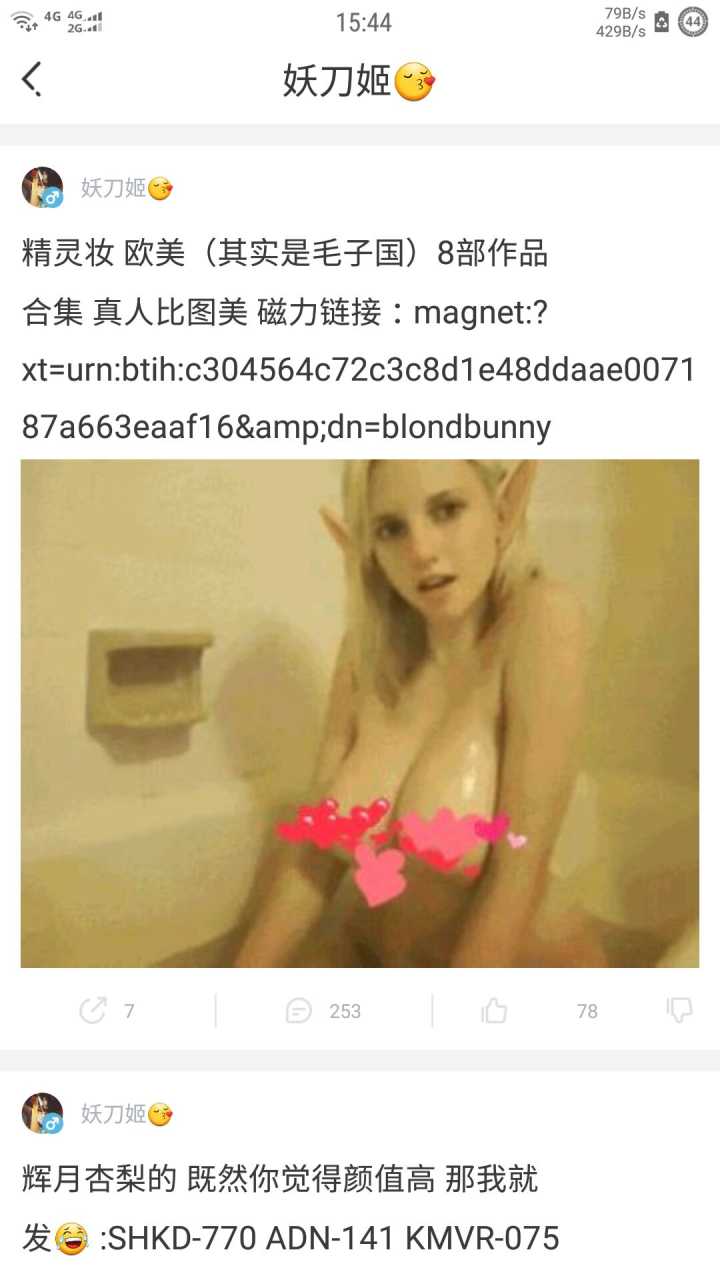 4G 4G 2G 15:44 79B/s 429B/s 44
妖刀姬
妖刀姬
精灵妆 欧美（其实是毛子国）8部作品
合集 真人比图美 磁力链接：magnet:?
xt=urn:btih:c304564c72c3c8d1e48ddaae0071
87a663eaaf16&amp;dn=blondbunny
7 253 78
妖刀姬
辉月杏梨的 既然你觉得颜值高 那我就
发 :SHKD-770 ADN-141 KMVR-075